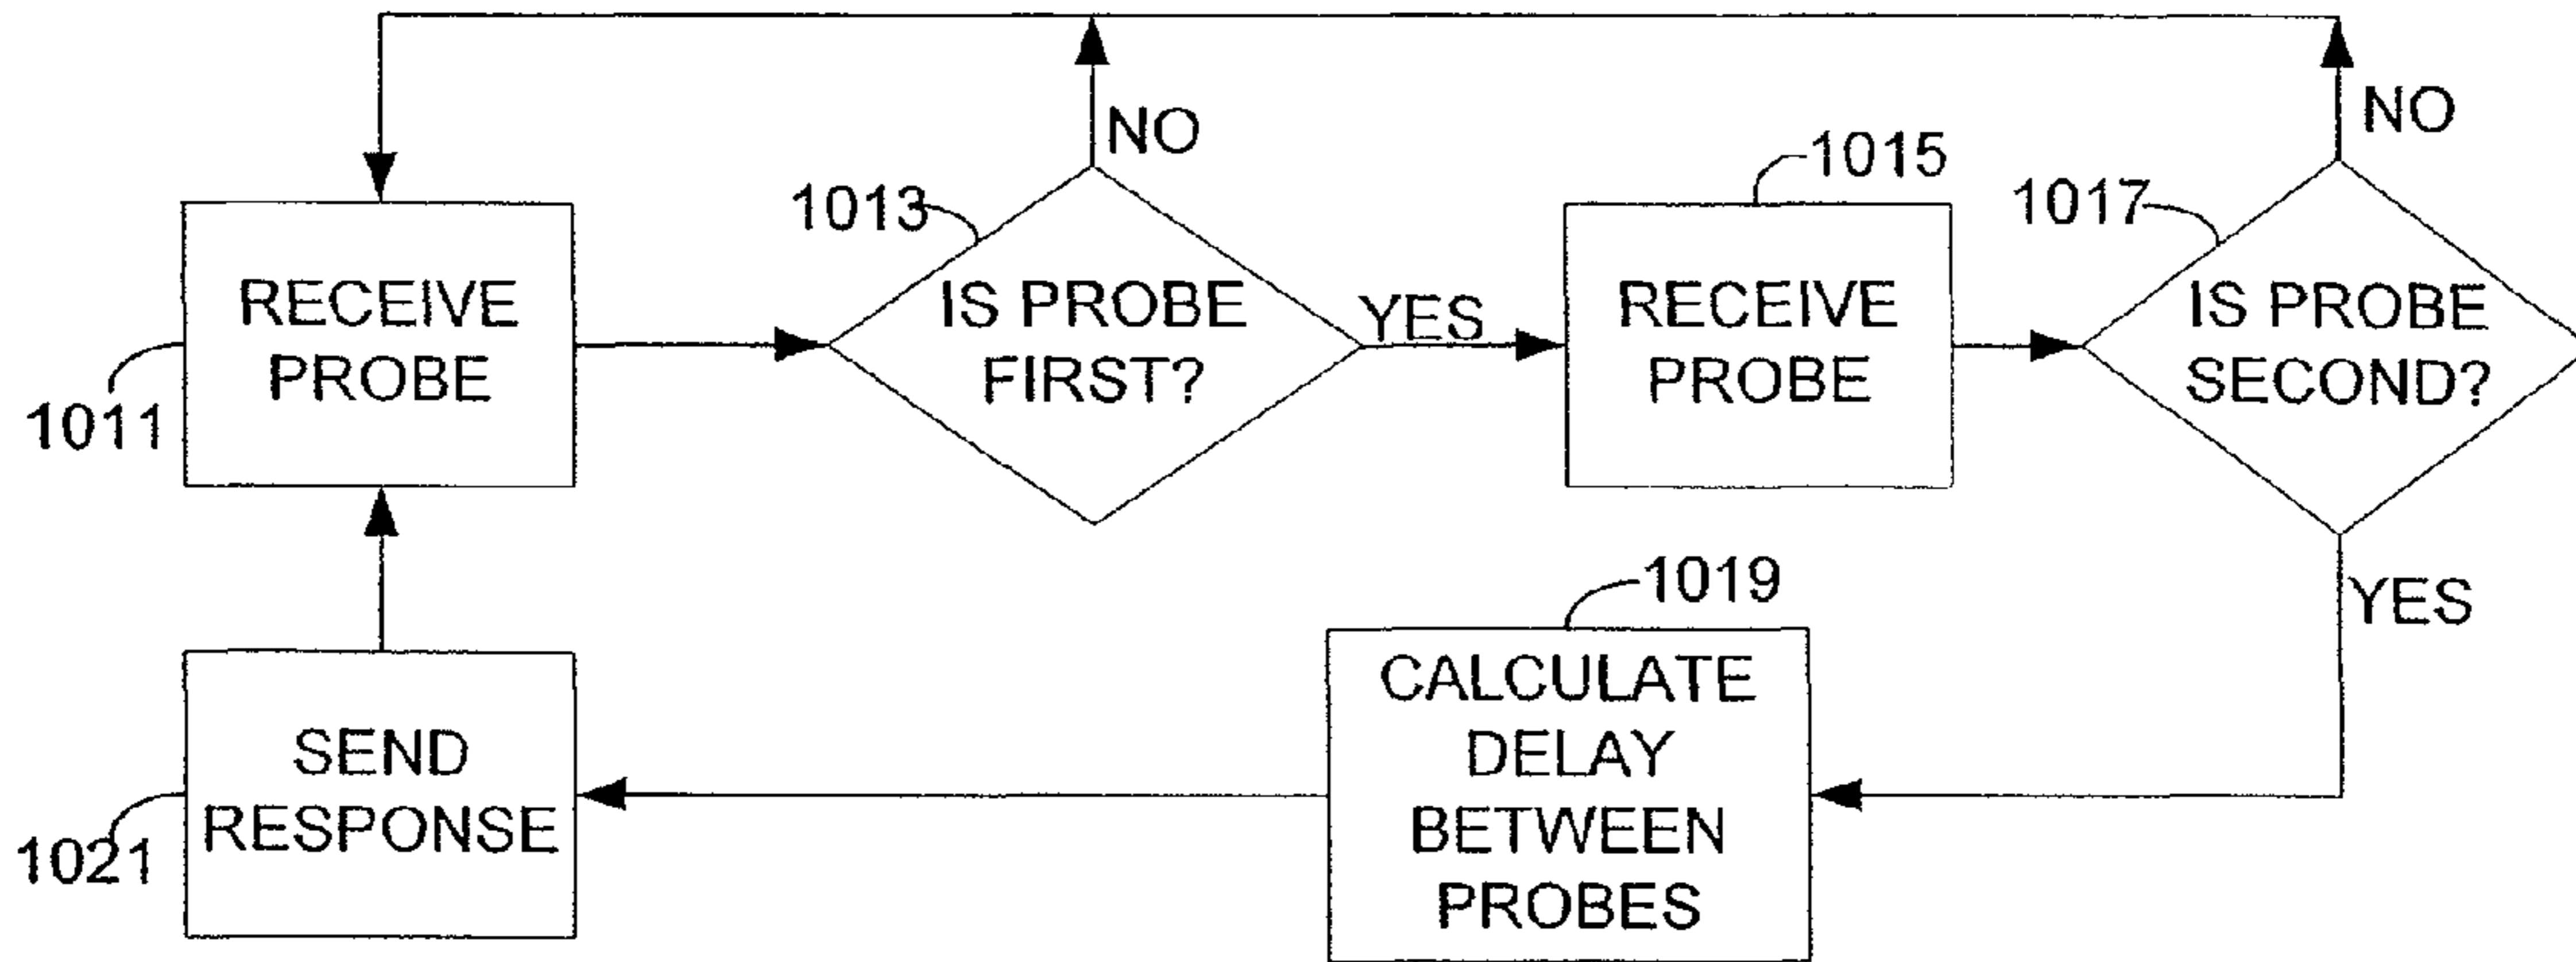 NO
NO
1013
1015
1017
RECEIVE
PROBE
1011
IS PROBE
FIRST?
YES
RECEIVE
PROBE
IS PROBE
SECOND?
YES
1019
CALCULATE
DELAY
BETWEEN
PROBES
SEND
RESPONSE
1021